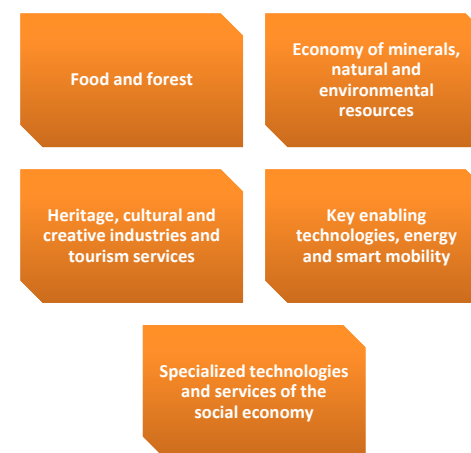 Food and forest
Economy of minerals,
natural and
environmental
resources
Heritage, cultural and
creative industries and
tourism services
Key enabling
technologies, energy
and smart mobility
Specialized technologies
and services of the
social economy